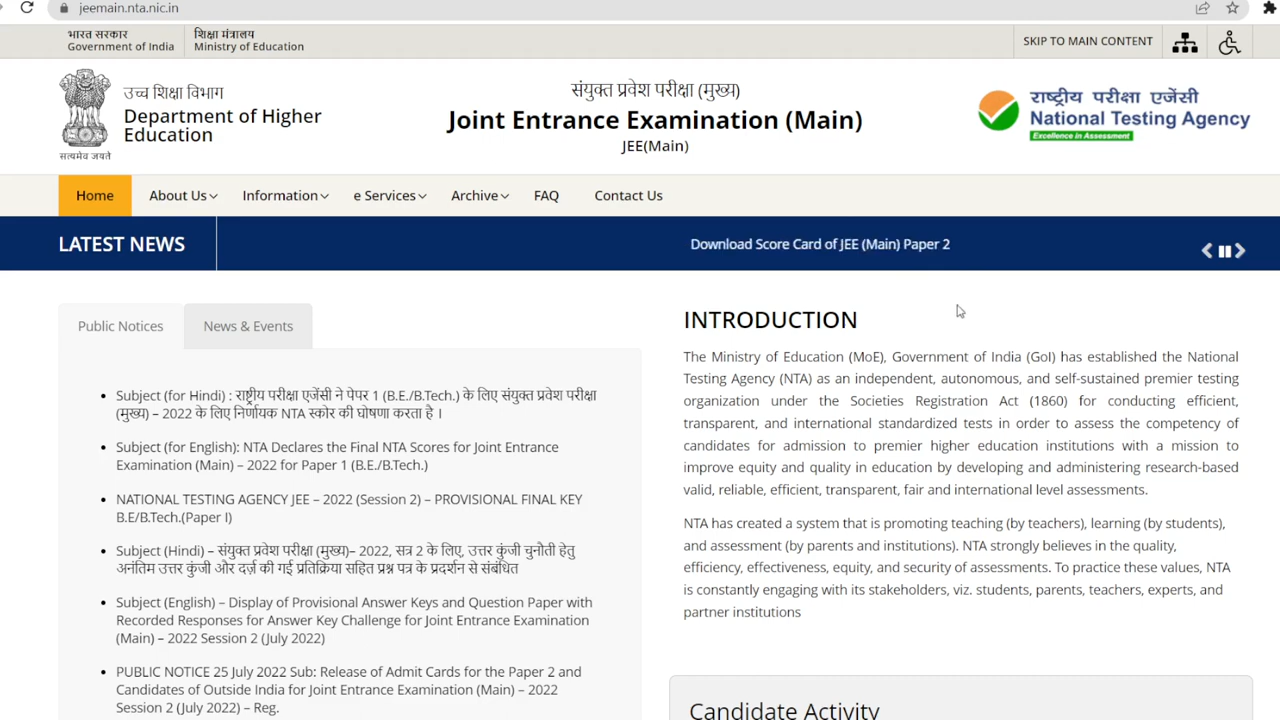 jeemain.nta.nic.in
भारत सरकार
Government of India
शिक्षा मंत्रालय
Ministry of Education
SKIP TO MAIN CONTENT
सत्यमेव जयते
उच्च शिक्षा विभाग
Department of Higher
Education
संयुक्त प्रवेश परीक्षा (मुख्य)
Joint Entrance Examination (Main)
JEE(Main)
राष्ट्रीय परीक्षा एजेंसी
National Testing Agency
Excellence in Assessment
Home
About Us
Information
e Services
Archive
FAQ
Contact Us
LATEST NEWS
Download Score Card of JEE (Main) Paper 2
Public Notices
News & Events
Subject (for Hindi) : राष्ट्रीय परीक्षा एजेंसी ने पेपर 1 (B.E./B.Tech.) के लिए संयुक्त प्रवेश परीक्षा
(मुख्य) – 2022 के लिए निर्णायक NTA स्कोर की घोषणा करता है ।
Subject (for English): NTA Declares the Final NTA Scores for Joint Entrance
Examination (Main) – 2022 for Paper 1 (B.E./B.Tech.)
NATIONAL TESTING AGENCY JEE – 2022 (Session 2) – PROVISIONAL FINAL KEY
B.E/B.Tech.(Paper I)
Subject (Hindi) – संयुक्त प्रवेश परीक्षा (मुख्य)– 2022, सत्र 2 के लिए, उत्तर कुंजी चुनौती हेतु
अनंतिम उत्तर कुंजी और दर्ज़ की गई प्रतिक्रिया सहित प्रश्न पत्र के प्रदर्शन से संबंधित
Subject (English) – Display of Provisional Answer Keys and Question Paper with
Recorded Responses for Answer Key Challenge for Joint Entrance Examination
(Main) – 2022 Session 2 (July 2022)
PUBLIC NOTICE 25 July 2022 Sub: Release of Admit Cards for the Paper 2 and
Candidates of Outside India for Joint Entrance Examination (Main) – 2022
Session 2 (July 2022) – Reg.
INTRODUCTION
The Ministry of Education (MoE), Government of India (GoI) has established the National
Testing Agency (NTA) as an independent, autonomous, and self-sustained premier testing
organization under the Societies Registration Act (1860) for conducting efficient,
transparent, and international standardized tests in order to assess the competency of
candidates for admission to premier higher education institutions with a mission to
improve equity and quality in education by developing and administering research-based
valid, reliable, efficient, transparent, fair and international level assessments.
NTA has created a system that is promoting teaching (by teachers), learning (by students),
and assessment (by parents and institutions). NTA strongly believes in the quality,
efficiency, effectiveness, equity, and security of assessments. To practice these values, NTA
is constantly engaging with its stakeholders, viz. students, parents, teachers, experts, and
partner institutions
Candidate Activity